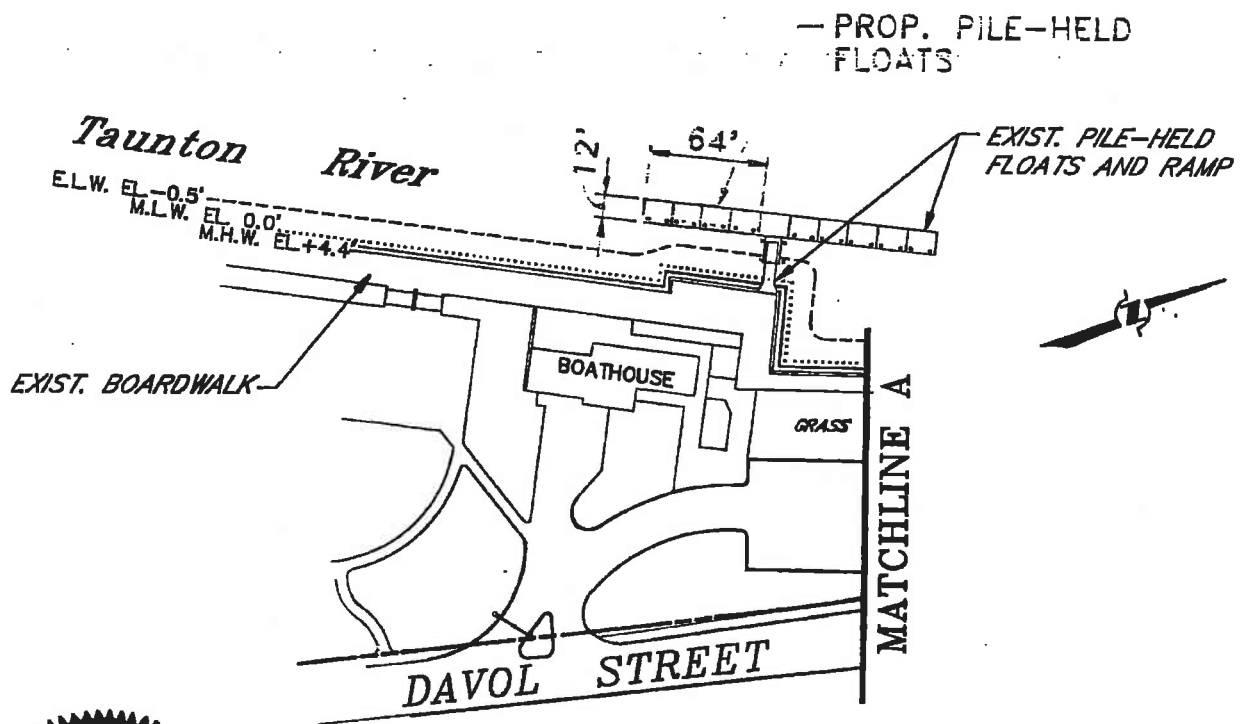 — PROP. PILE-HELD
FLOATS
Taunton River
12'
64'
EXIST. PILE-HELD
FLOATS AND RAMP
E.L.W. EL.-0.5'
M.L.W. EL. 0.0'
M.H.W. EL.+4.4'
EXIST. BOARDWALK
BOATHOUSE
GRASS
MATCHLINE A
DAVOL STREET